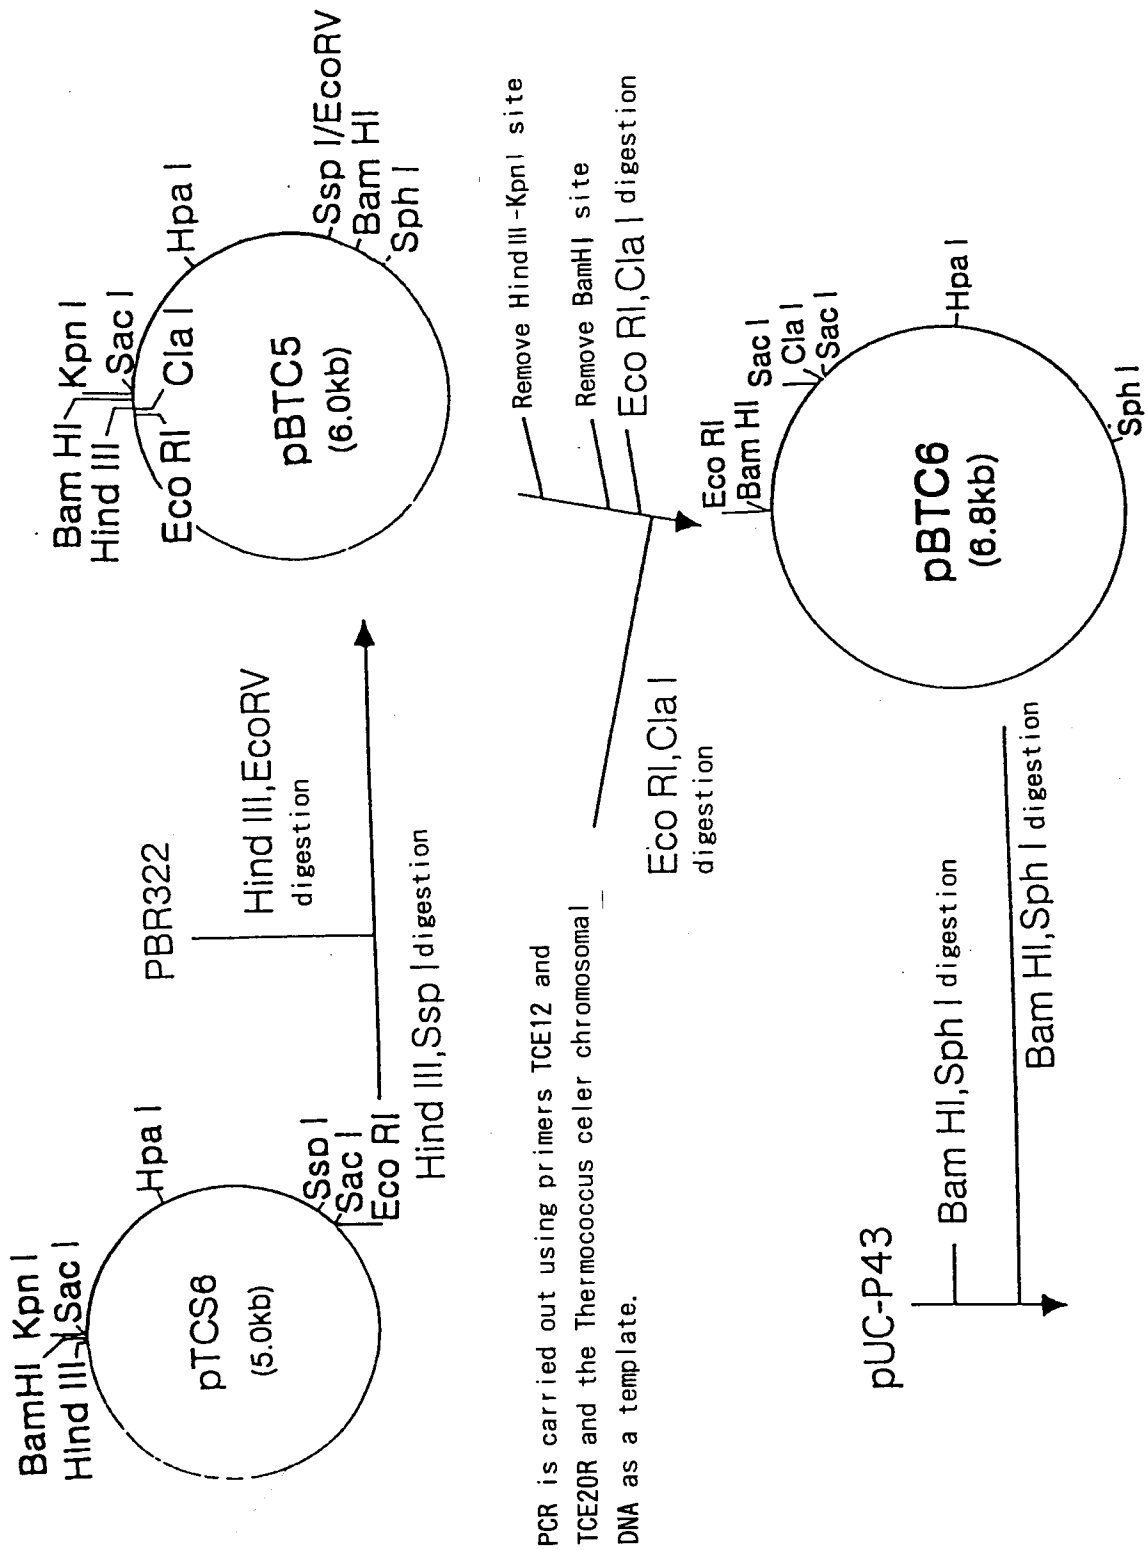 BamHI Kpn I
Hind III Sac I
Hpa I
pTCS6
(5.0kb)
Ssp I
Sac I
Eco RI
Hind III,Ssp I digestion
PBR322
Hind III,EcoRV
digestion
Bam HI Kpn I
Hind III Sac I
Eco RI Cla I
Hpa I
pBTC5
(6.0kb)
Ssp I/EcoRV
Bam HI
Sph I
PCR is carried out using primers TCE12 and
TCE20R and the Thermococcus celer chromosomal
DNA as a template.
Eco RI,Cla I
digestion
Remove HindIII-KpnI site
Remove BamHI site
Eco RI,Cla I digestion
Eco RI
Bam HI
Sac I
Cla I
Sac I
pBTC6
(6.8kb)
Hpa I
Sph I
pUC-P43
Bam HI,Sph I digestion
Bam HI,Sph I digestion